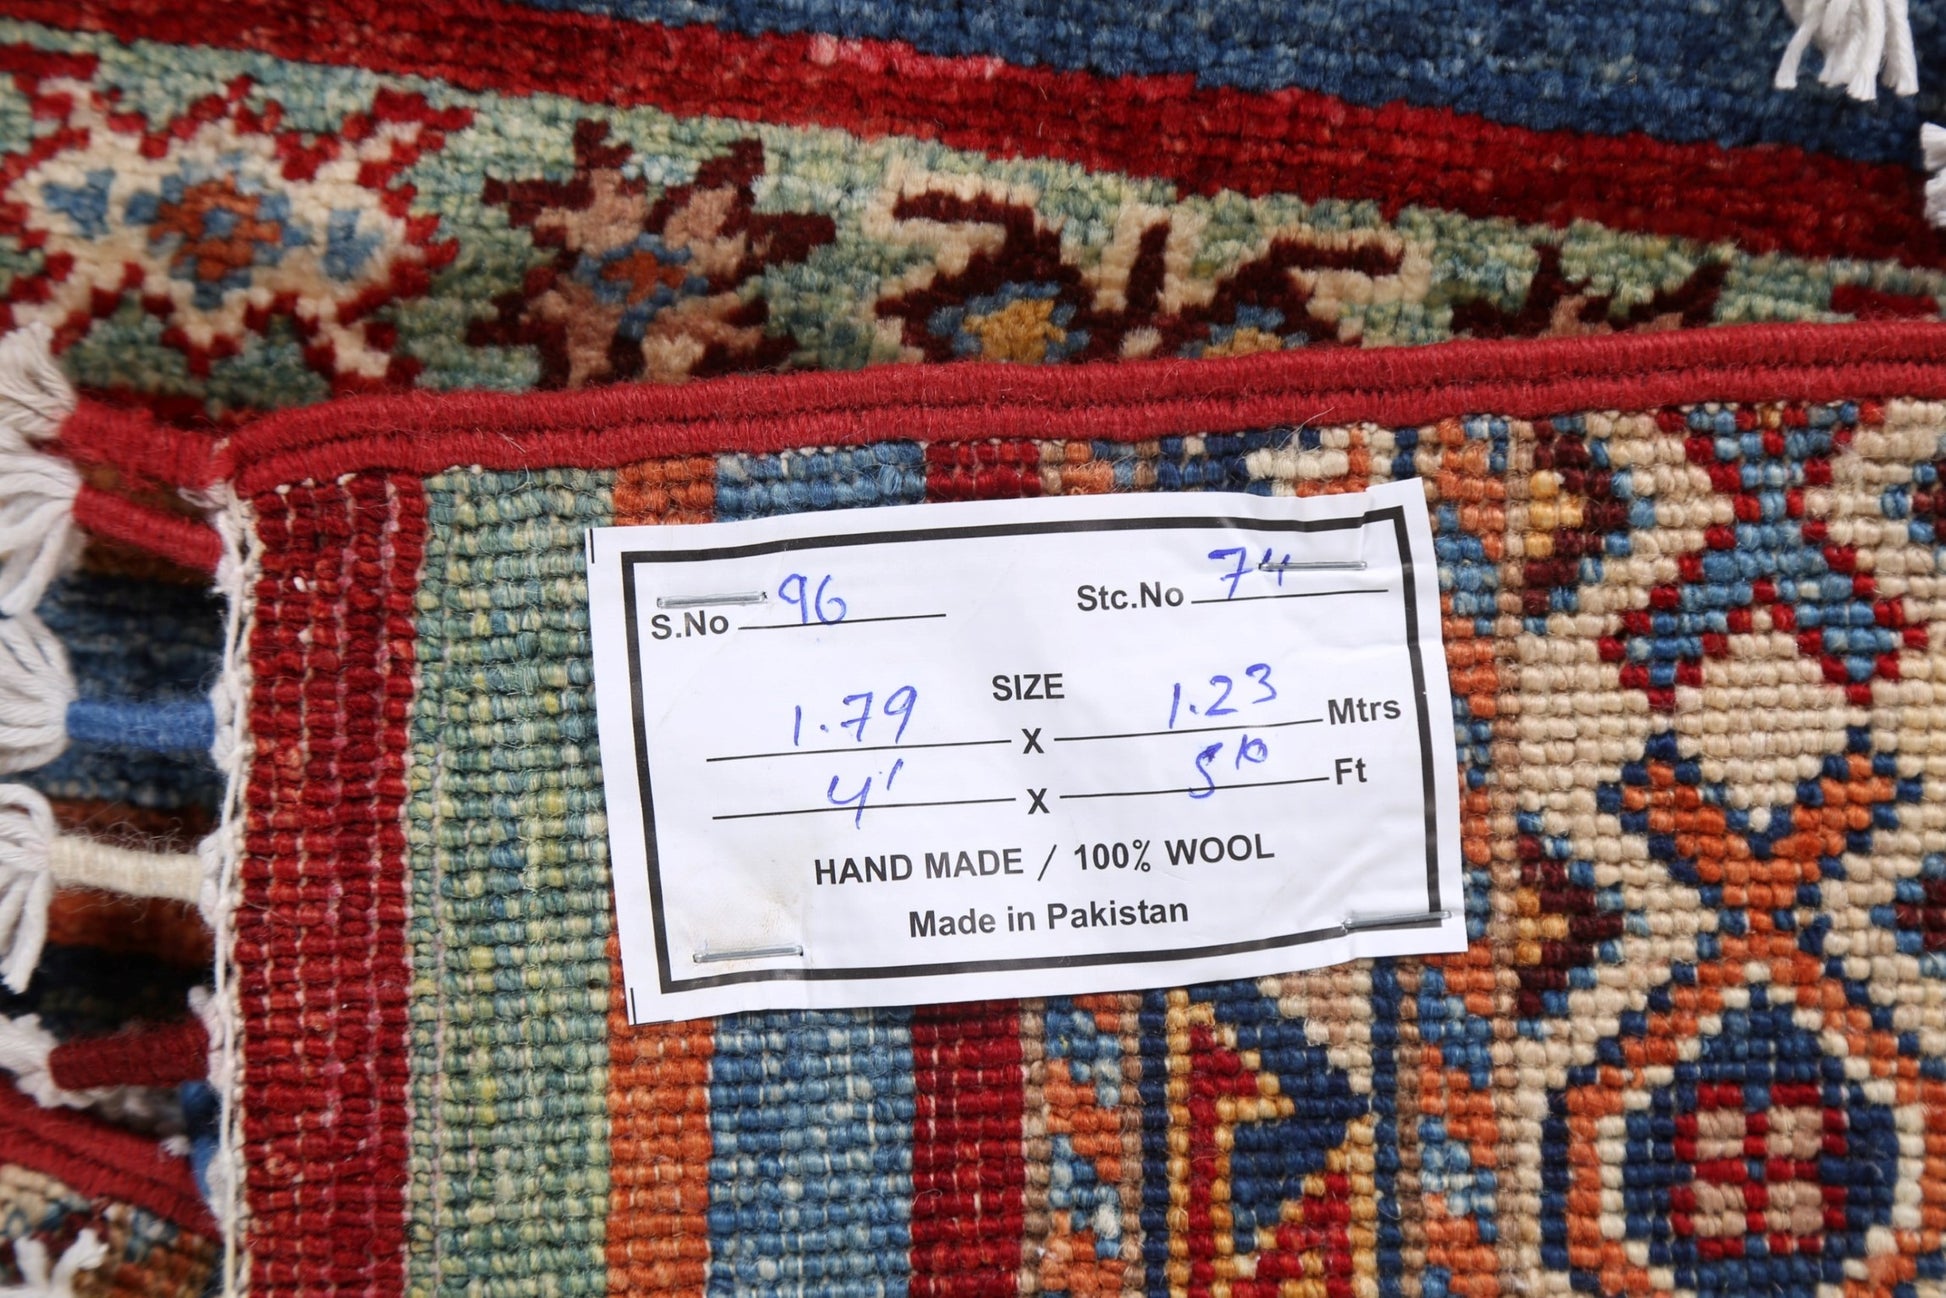 S.No 96 Stc.No 74
SIZE
1.79 X 1.23 Mtrs
4' X 5'10 Ft
HAND MADE / 100% WOOL
Made in Pakistan